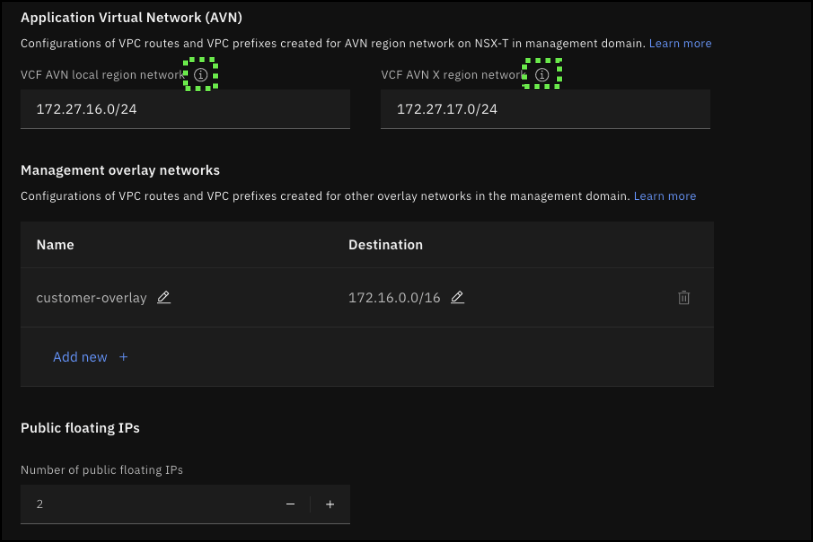 Application Virtual Network (AVN)
Configurations of VPC routes and VPC prefixes created for AVN region network on NSX-T in management domain. Learn more
VCF AVN local region network
VCF AVN X region network
172.27.16.0/24
172.27.17.0/24
Management overlay networks
Configurations of VPC routes and VPC prefixes created for other overlay networks in the management domain. Learn more
Name Destination
customer-overlay 172.16.0.0/16
Add new +
Public floating IPs
Number of public floating IPs
2 − +